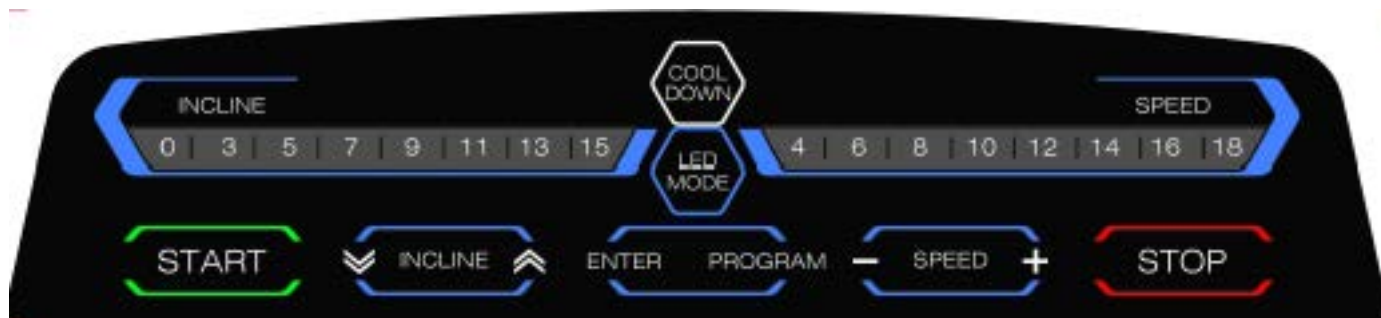 COOL
DOWN
INCLINE
SPEED
0 | 3 | 5 | 7 | 9 | 11 | 13 | 15
4 | 6 | 8 | 10 | 12 | 14 | 16 | 18
LED
MODE
START INCLINE ENTER PROGRAM − SPEED + STOP